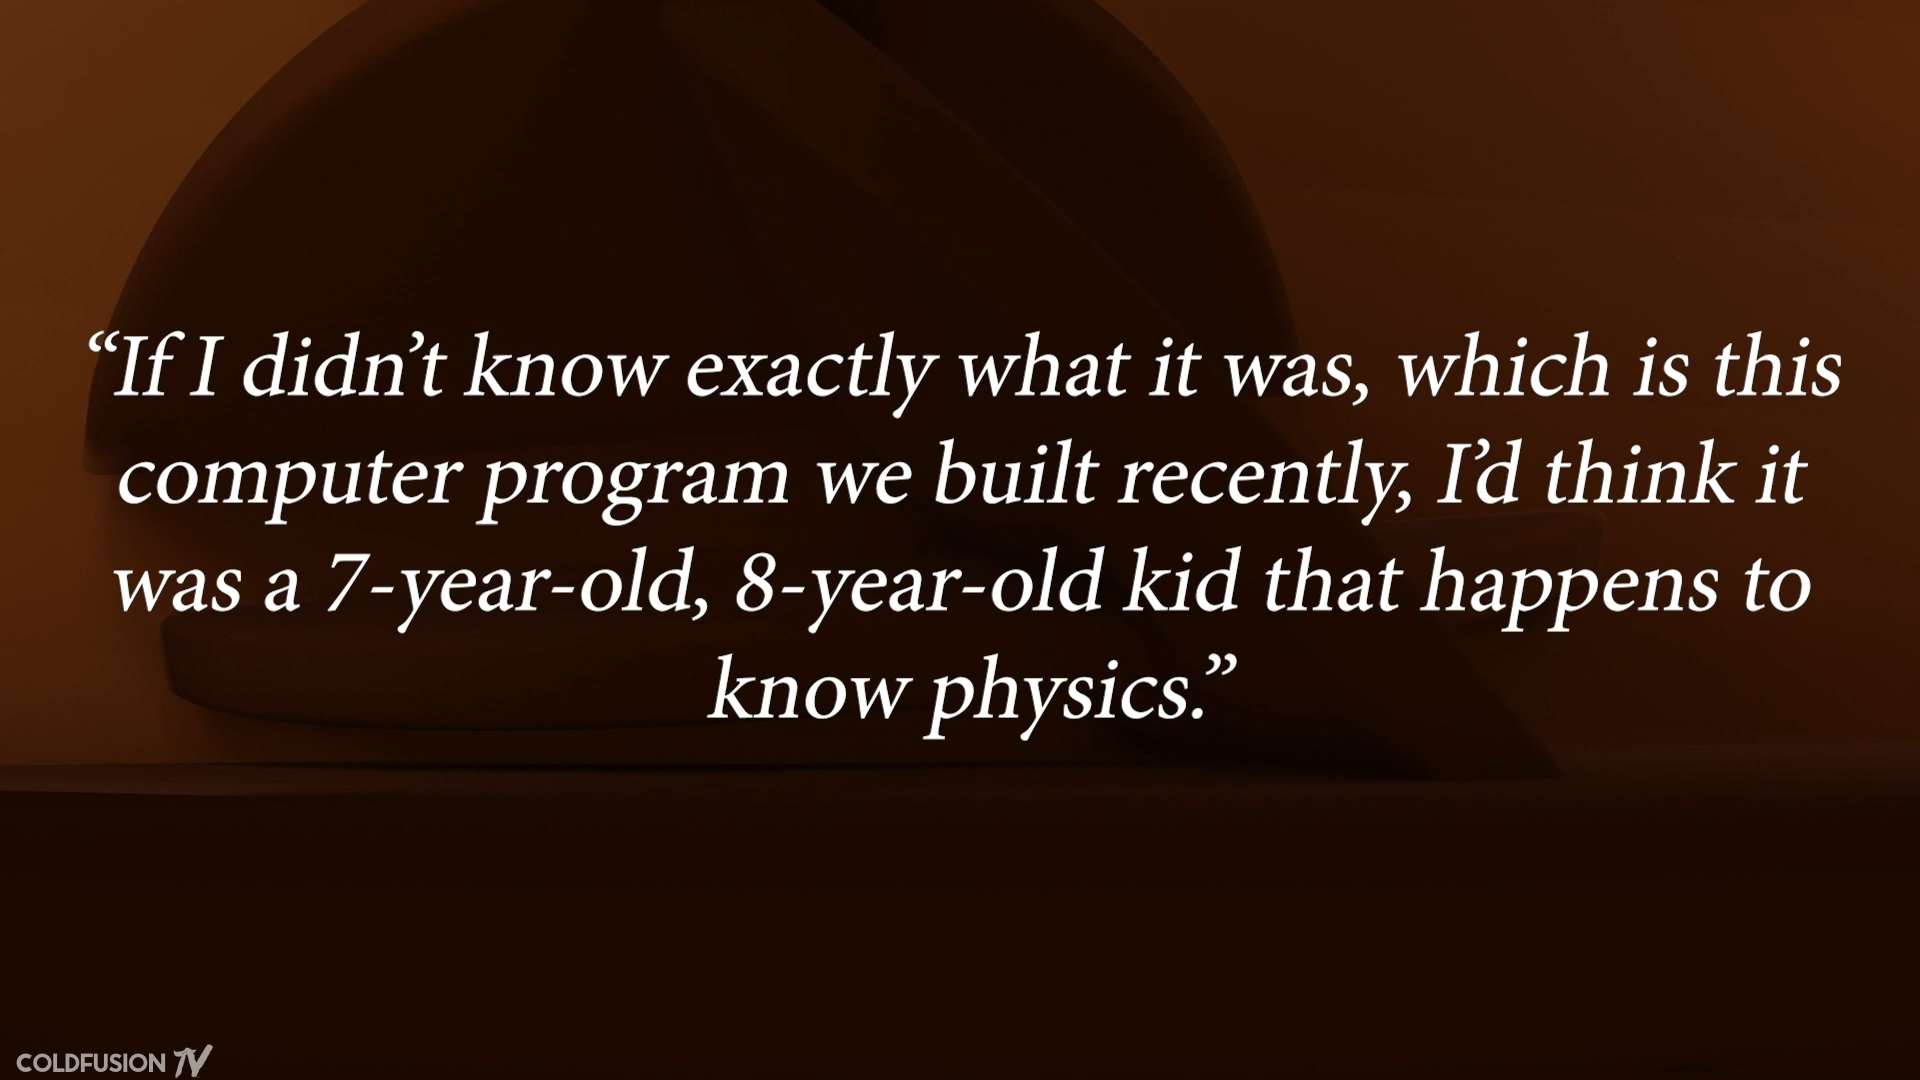 “If I didn’t know exactly what it was, which is this
computer program we built recently, I’d think it
was a 7-year-old, 8-year-old kid that happens to
know physics.”
COLDFUSION TV